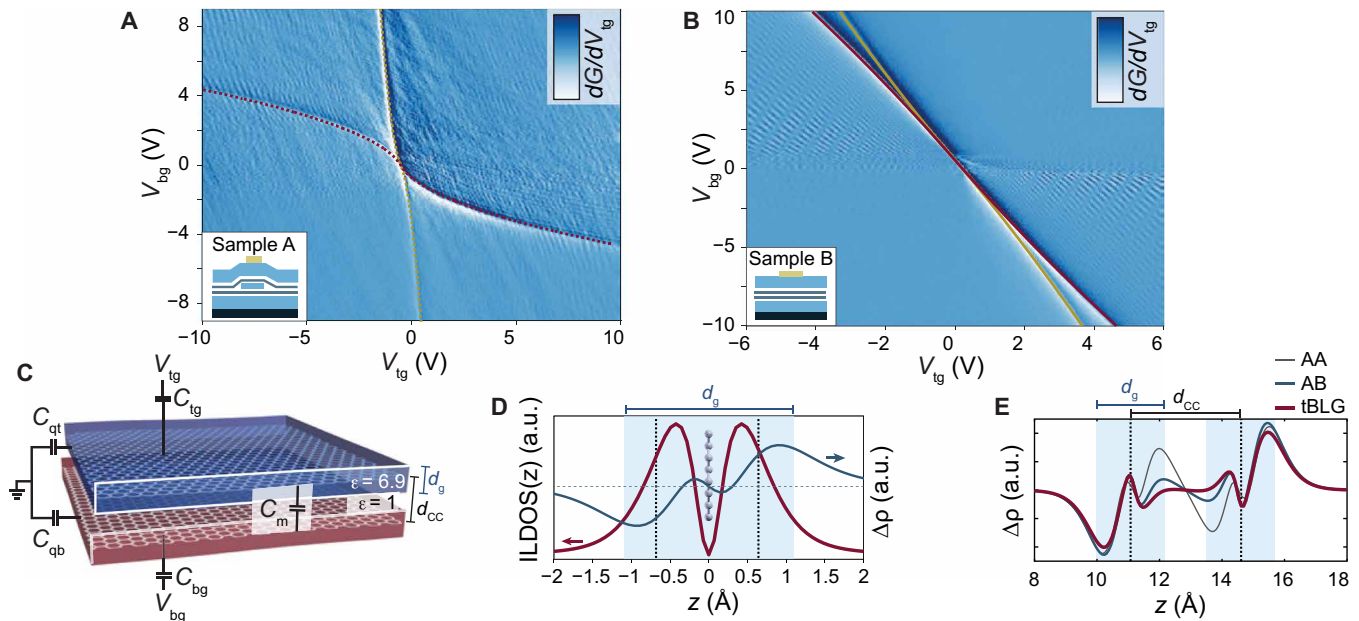 A
8
4
0
−4
−8
V_bg (V)
dG/dV_tg
Sample A
−10
−5
0
5
10
V_tg (V)
B
10
5
0
−5
−10
V_bg (V)
dG/dV_tg
Sample B
−6
−4
−2
0
2
4
6
V_tg (V)
C
V_tg
C_tg
C_qt
ε = 6.9
d_g
C_m
ε = 1
d_CC
C_qb
C_bg
V_bg
D
d_g
ILDOS(z) (a.u.)
Δρ (a.u.)
−2
−1.5
−1
−0.5
0
0.5
1
1.5
2
z (Å)
AA
AB
tBLG
E
d_g
d_CC
Δρ (a.u.)
8
10
12
14
16
18
z (Å)